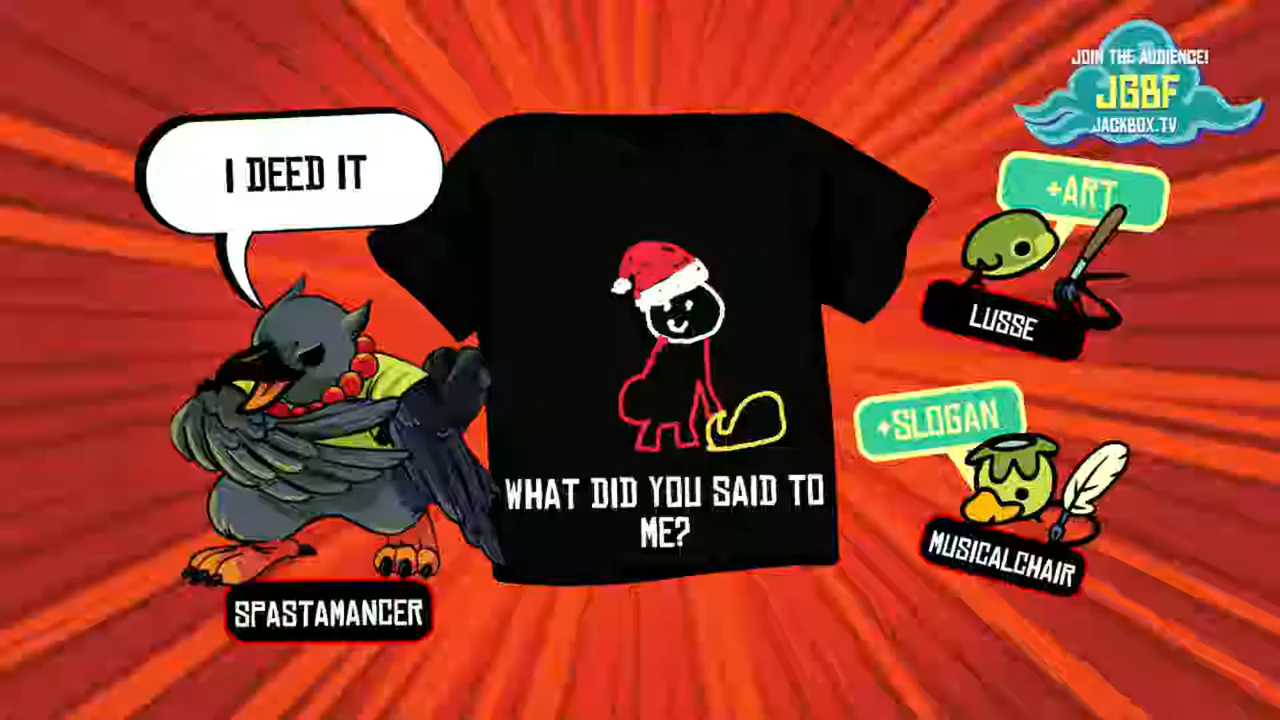 JOIN THE AUDIENCE!
JGBF
JACKBOX.TV
I DEED IT
+ART
LUSSE
+SLOGAN
WHAT DID YOU SAID TO
ME?
MUSICALCHAIR
SPASTAMANCER